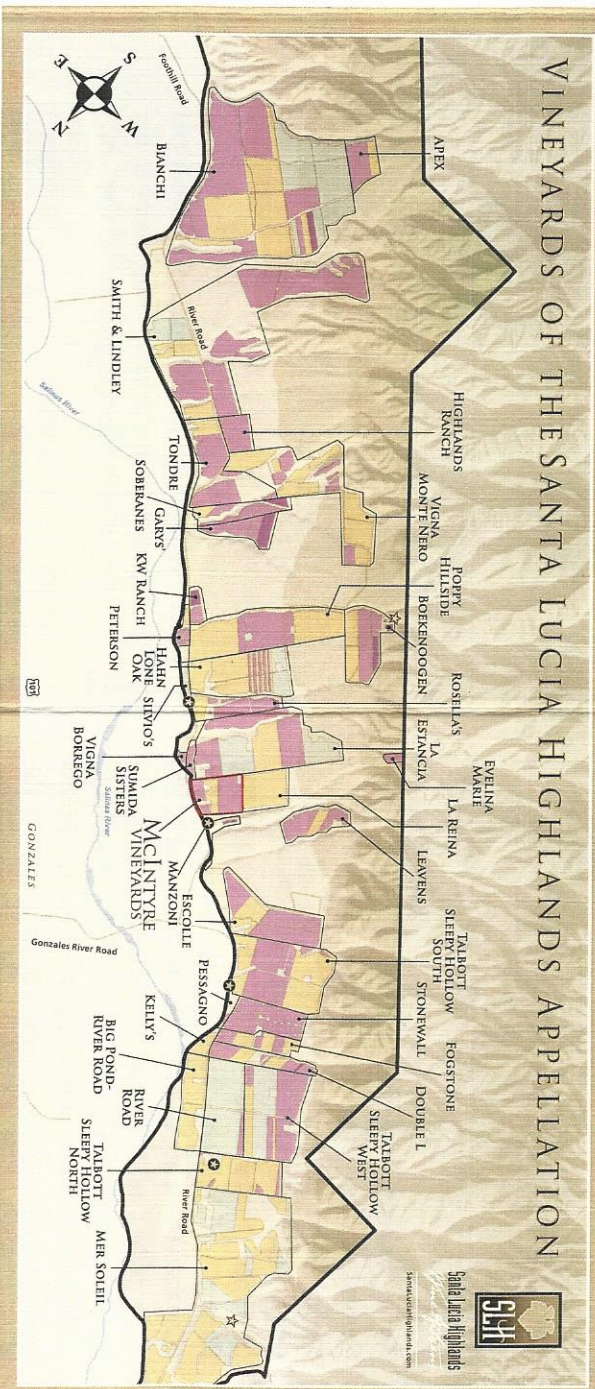 VINEYARDS OF THE SANTA LUCIA HIGHLANDS APPELLATION
SLH
Santa Lucia Highlands
SantaLuciaHighlands.com
S
W
E
N
Foothill Road
APEX
BIANCHI
SMITH & LINDLEY
River Road
Salinas River
HIGHLANDS
RANCH
TONDRE
VIGNA
MONTE NERO
SOBERANES
GARYS'
KW RANCH
PETERSON
POPPY
HILLSIDE
BOEKENOOGEN
HAHN
LONE
OAK
SILVIO'S
101
ROSELLA'S
LA
ESTANCIA
EVELINA
MARIE
VIGNA
BORREGO
SUMIDA
SISTERS
Salinas River
MCINTYRE
VINEYARDS
LA REINA
LEAVENS
ESCOLLE
MANZONI
GONZALES
Gonzales River Road
TALBOTT
SLEEPY HOLLOW
SOUTH
PESSAGNO
STONEWALL
FOGSTONE
KELLY'S
DOUBLE L
BIG POND-
RIVER ROAD
RIVER
ROAD
TALBOTT
SLEEPY HOLLOW
WEST
TALBOTT
SLEEPY HOLLOW
NORTH
River Road
MER SOLEIL